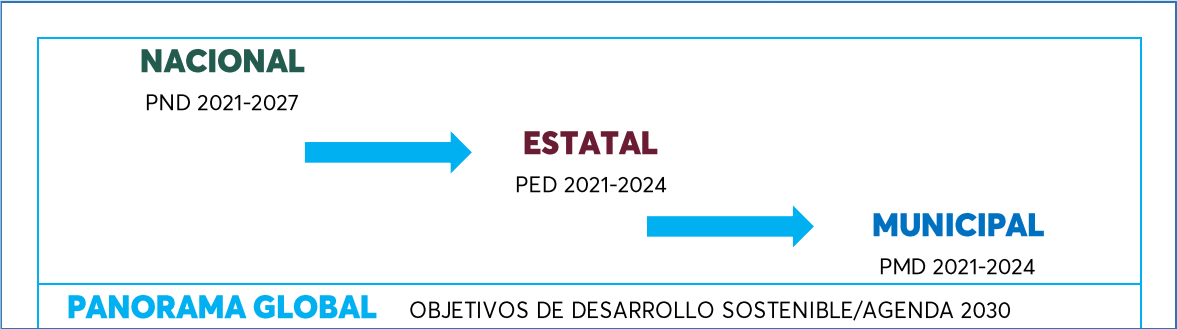 NACIONAL
PND 2021-2027
ESTATAL
PED 2021-2024
MUNICIPAL
PMD 2021-2024
PANORAMA GLOBAL OBJETIVOS DE DESARROLLO SOSTENIBLE/AGENDA 2030